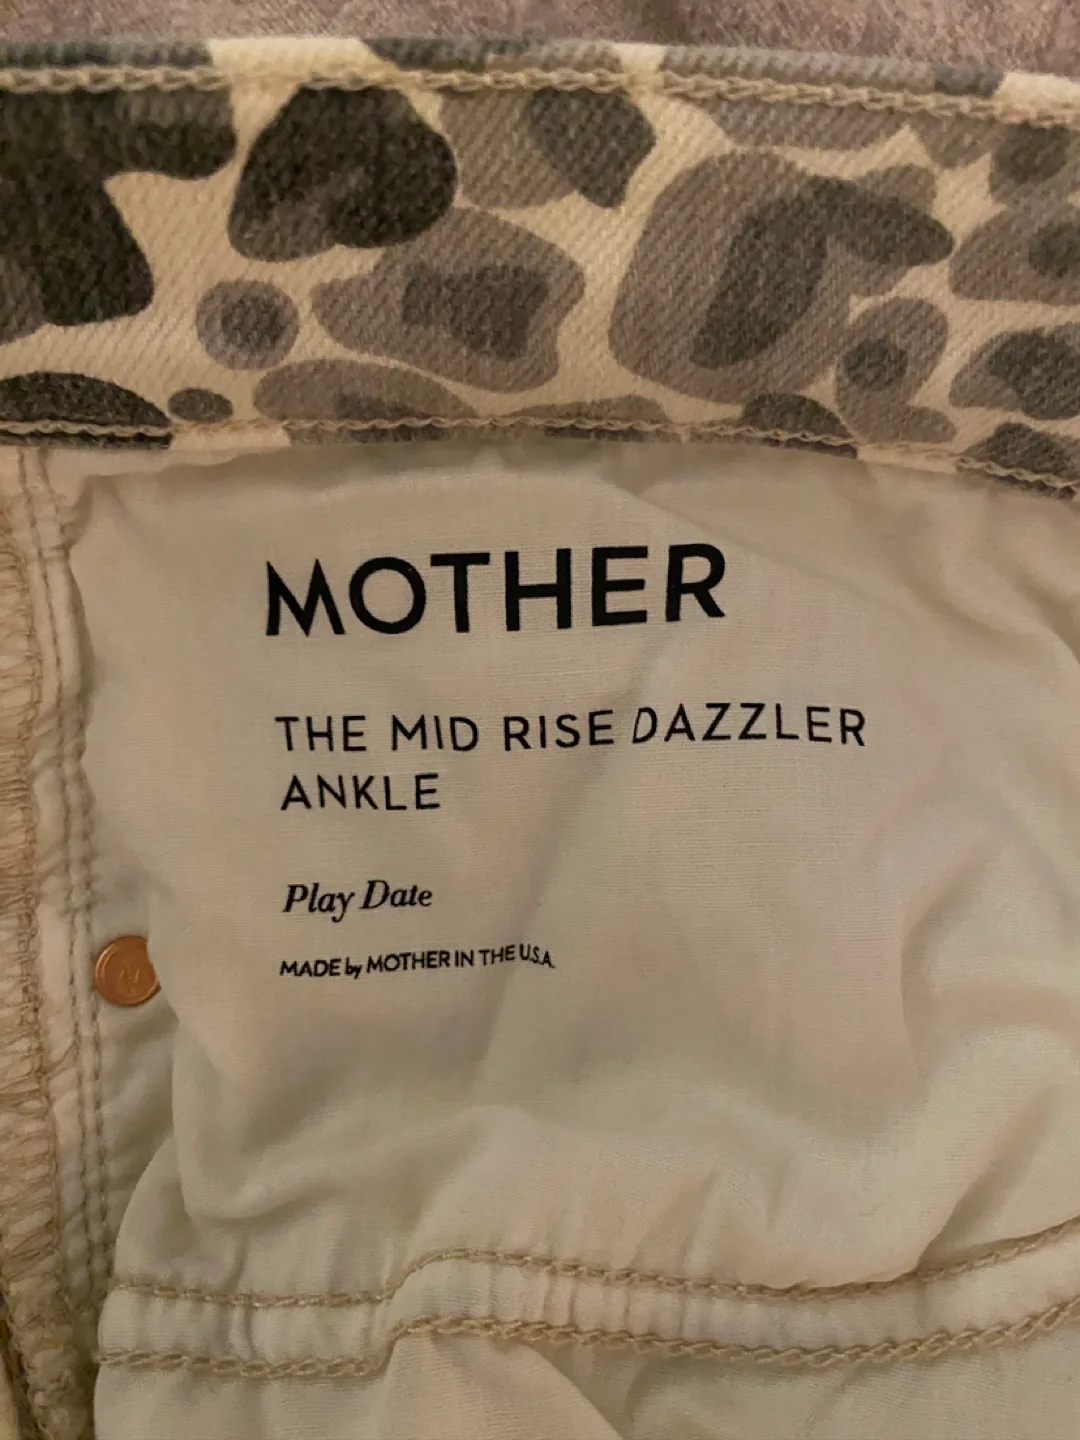 MOTHER
THE MID RISE DAZZLER
ANKLE
Play Date
MADE by MOTHER IN THE U.S.A.